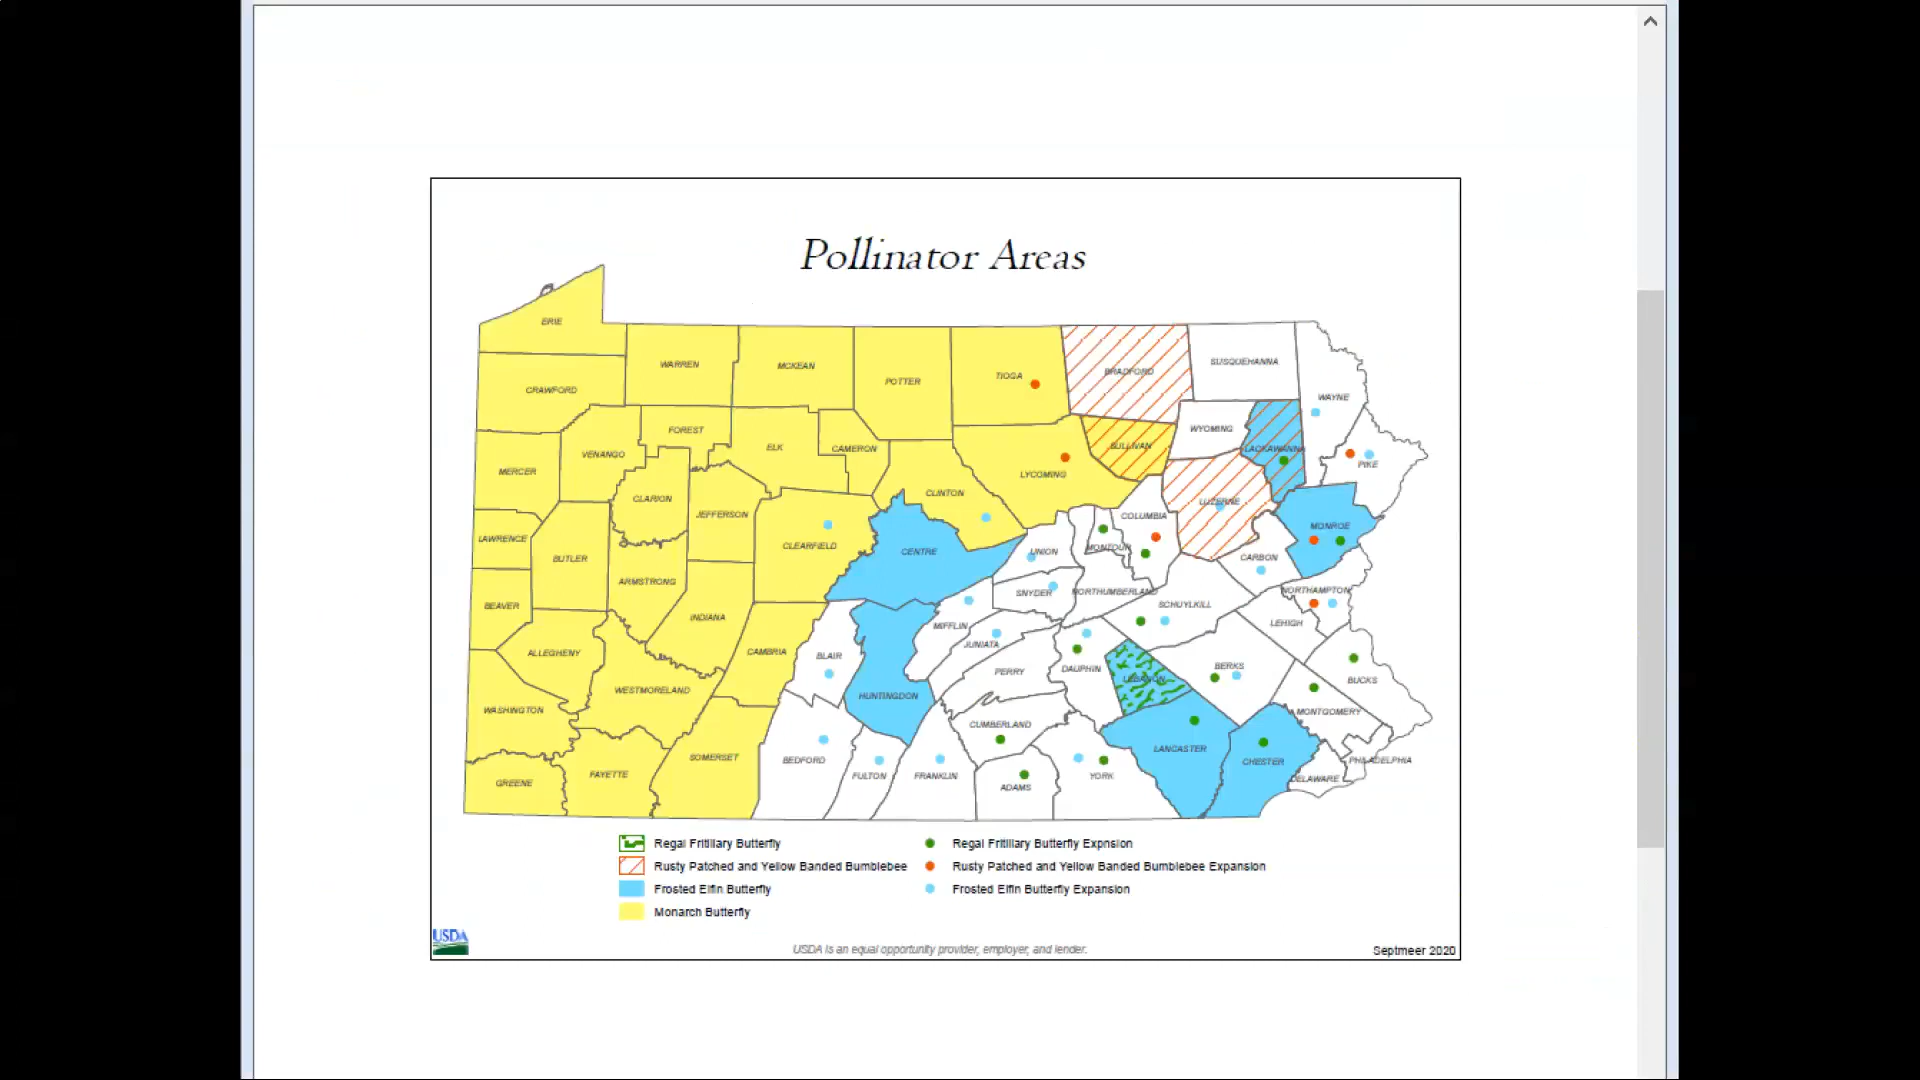 Pollinator Areas
ERIE
WARREN
MCKEAN
POTTER
TIOGA
BRADFORD
SUSQUEHANNA
WAYNE
CRAWFORD
FOREST
ELK
CAMERON
LYCOMING
SULLIVAN
WYOMING
LACKAWANNA
PIKE
MERCER
VENANGO
CLARION
JEFFERSON
CLINTON
LUZERNE
COLUMBIA
MONROE
LAWRENCE
BUTLER
CLEARFIELD
CENTRE
UNION
MONTOUR
CARBON
ARMSTRONG
SNYDER
NORTHUMBERLAND
NORTHAMPTON
BEAVER
INDIANA
MIFFLIN
SCHUYLKILL
LEHIGH
ALLEGHENY
CAMBRIA
BLAIR
JUNIATA
PERRY
DAUPHIN
LEBANON
BERKS
BUCKS
WASHINGTON
WESTMORELAND
HUNTINGDON
CUMBERLAND
MONTGOMERY
GREENE
FAYETTE
SOMERSET
BEDFORD
FULTON
FRANKLIN
ADAMS
YORK
LANCASTER
CHESTER
DELAWARE
PHILADELPHIA
Regal Fritillary Butterfly
Regal Fritillary Butterfly Expnsion
Rusty Patched and Yellow Banded Bumblebee
Rusty Patched and Yellow Banded Bumblebee Expansion
Frosted Elfin Butterfly
Frosted Elfin Butterfly Expansion
Monarch Butterfly
USDA
USDA is an equal opportunity provider, employer, and lender.
Septmeer 2020